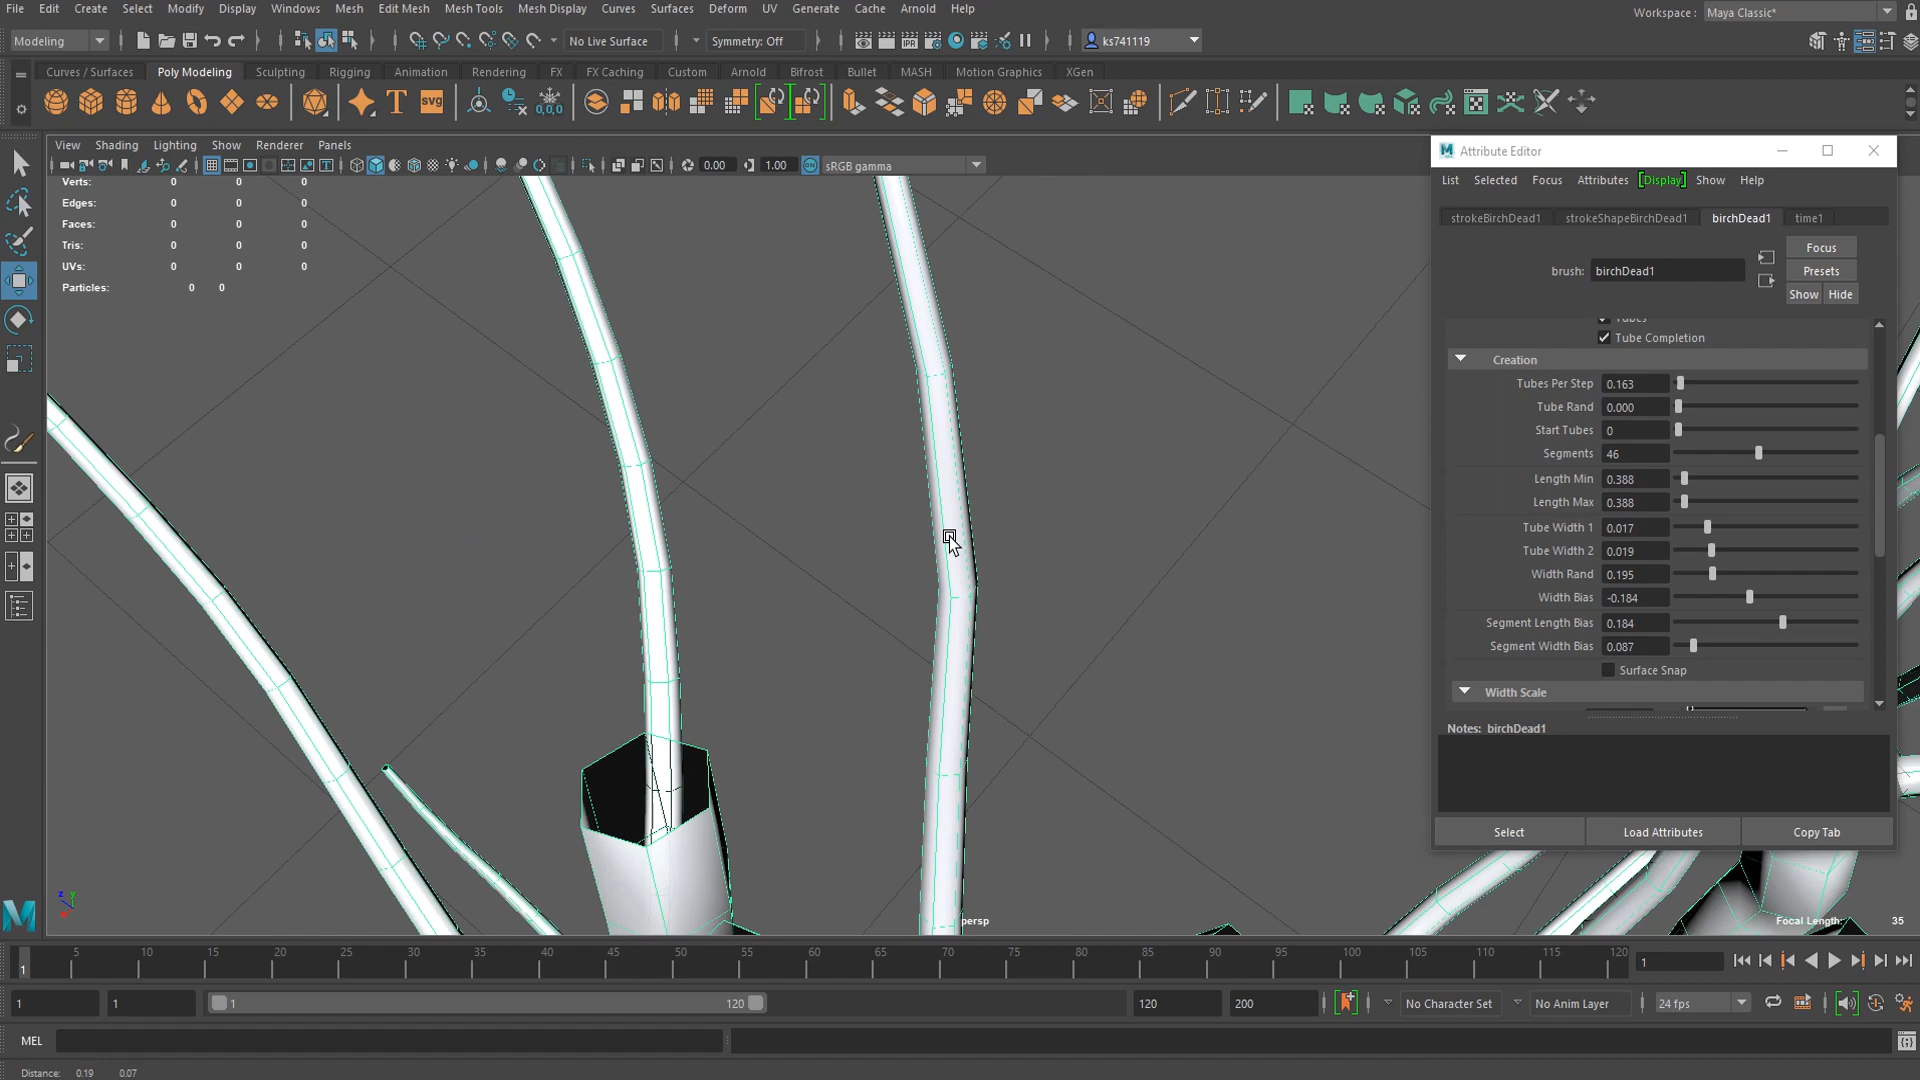 File Edit Create Select Modify Display Windows Mesh Edit Mesh Mesh Tools Mesh Display Curves Surfaces Deform UV Generate Cache Arnold Help
Workspace : Maya Classic*
Modeling
No Live Surface
Symmetry: Off
ks741119
Curves / Surfaces Poly Modeling Sculpting Rigging Animation Rendering FX FX Caching Custom Arnold Bifrost Bullet MASH Motion Graphics XGen
SVG
0,0,0
View Shading Lighting Show Renderer Panels
0.00 1.00 sRGB gamma
Verts: 0 0 0
Edges: 0 0 0
Faces: 0 0 0
Tris: 0 0 0
UVs: 0 0 0
Particles: 0 0
Attribute Editor
List Selected Focus Attributes Display Show Help
strokeBirchDead1 strokeShapeBirchDead1 birchDead1 time1
Focus
brush: birchDead1
Presets
Show Hide
Tubes
Tube Completion
Creation
Tubes Per Step 0.163
Tube Rand 0.000
Start Tubes 0
Segments 46
Length Min 0.388
Length Max 0.388
Tube Width 1 0.017
Tube Width 2 0.019
Width Rand 0.195
Width Bias -0.184
Segment Length Bias 0.184
Segment Width Bias 0.087
Surface Snap
Width Scale
Notes: birchDead1
Select Load Attributes Copy Tab
persp
Focal Length: 35
1 5 10 15 20 25 30 35 40 45 50 55 60 65 70 75 80 85 90 95 100 105 110 115 120
1
1 1 1 120 120 200 No Character Set No Anim Layer 24 fps
MEL
Distance: 0.19 0.07